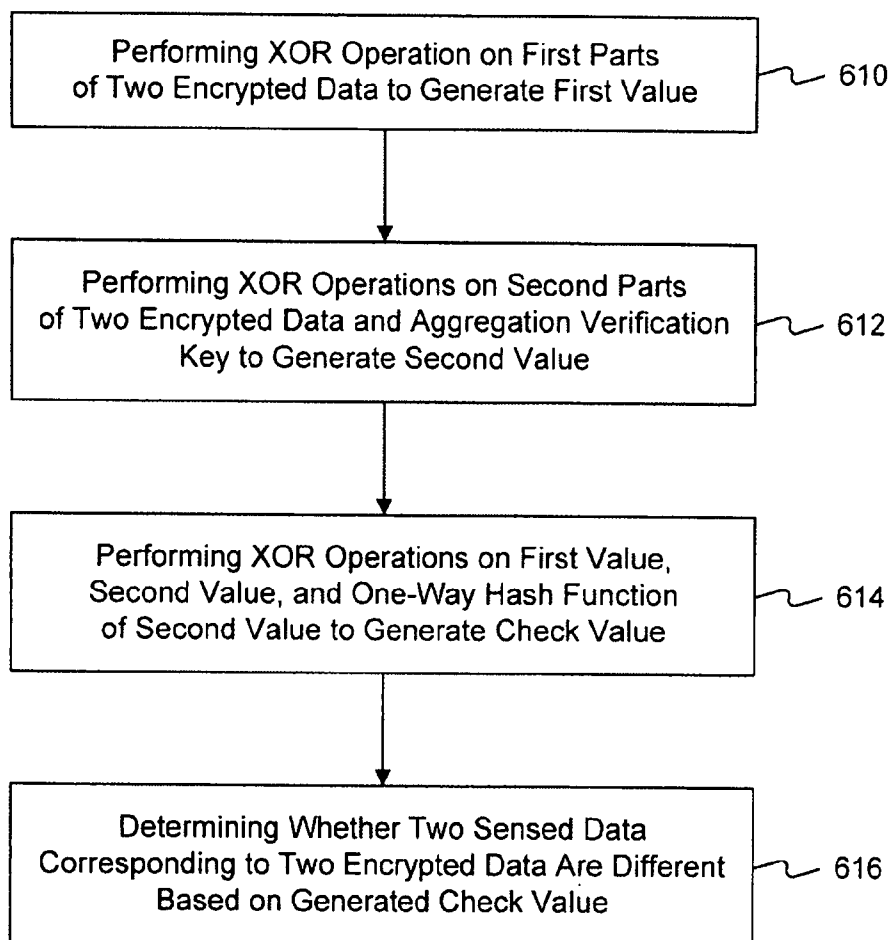 Performing XOR Operation on First Parts
of Two Encrypted Data to Generate First Value
610
Performing XOR Operations on Second Parts
of Two Encrypted Data and Aggregation Verification
Key to Generate Second Value
612
Performing XOR Operations on First Value,
Second Value, and One-Way Hash Function
of Second Value to Generate Check Value
614
Determining Whether Two Sensed Data
Corresponding to Two Encrypted Data Are Different
Based on Generated Check Value
616